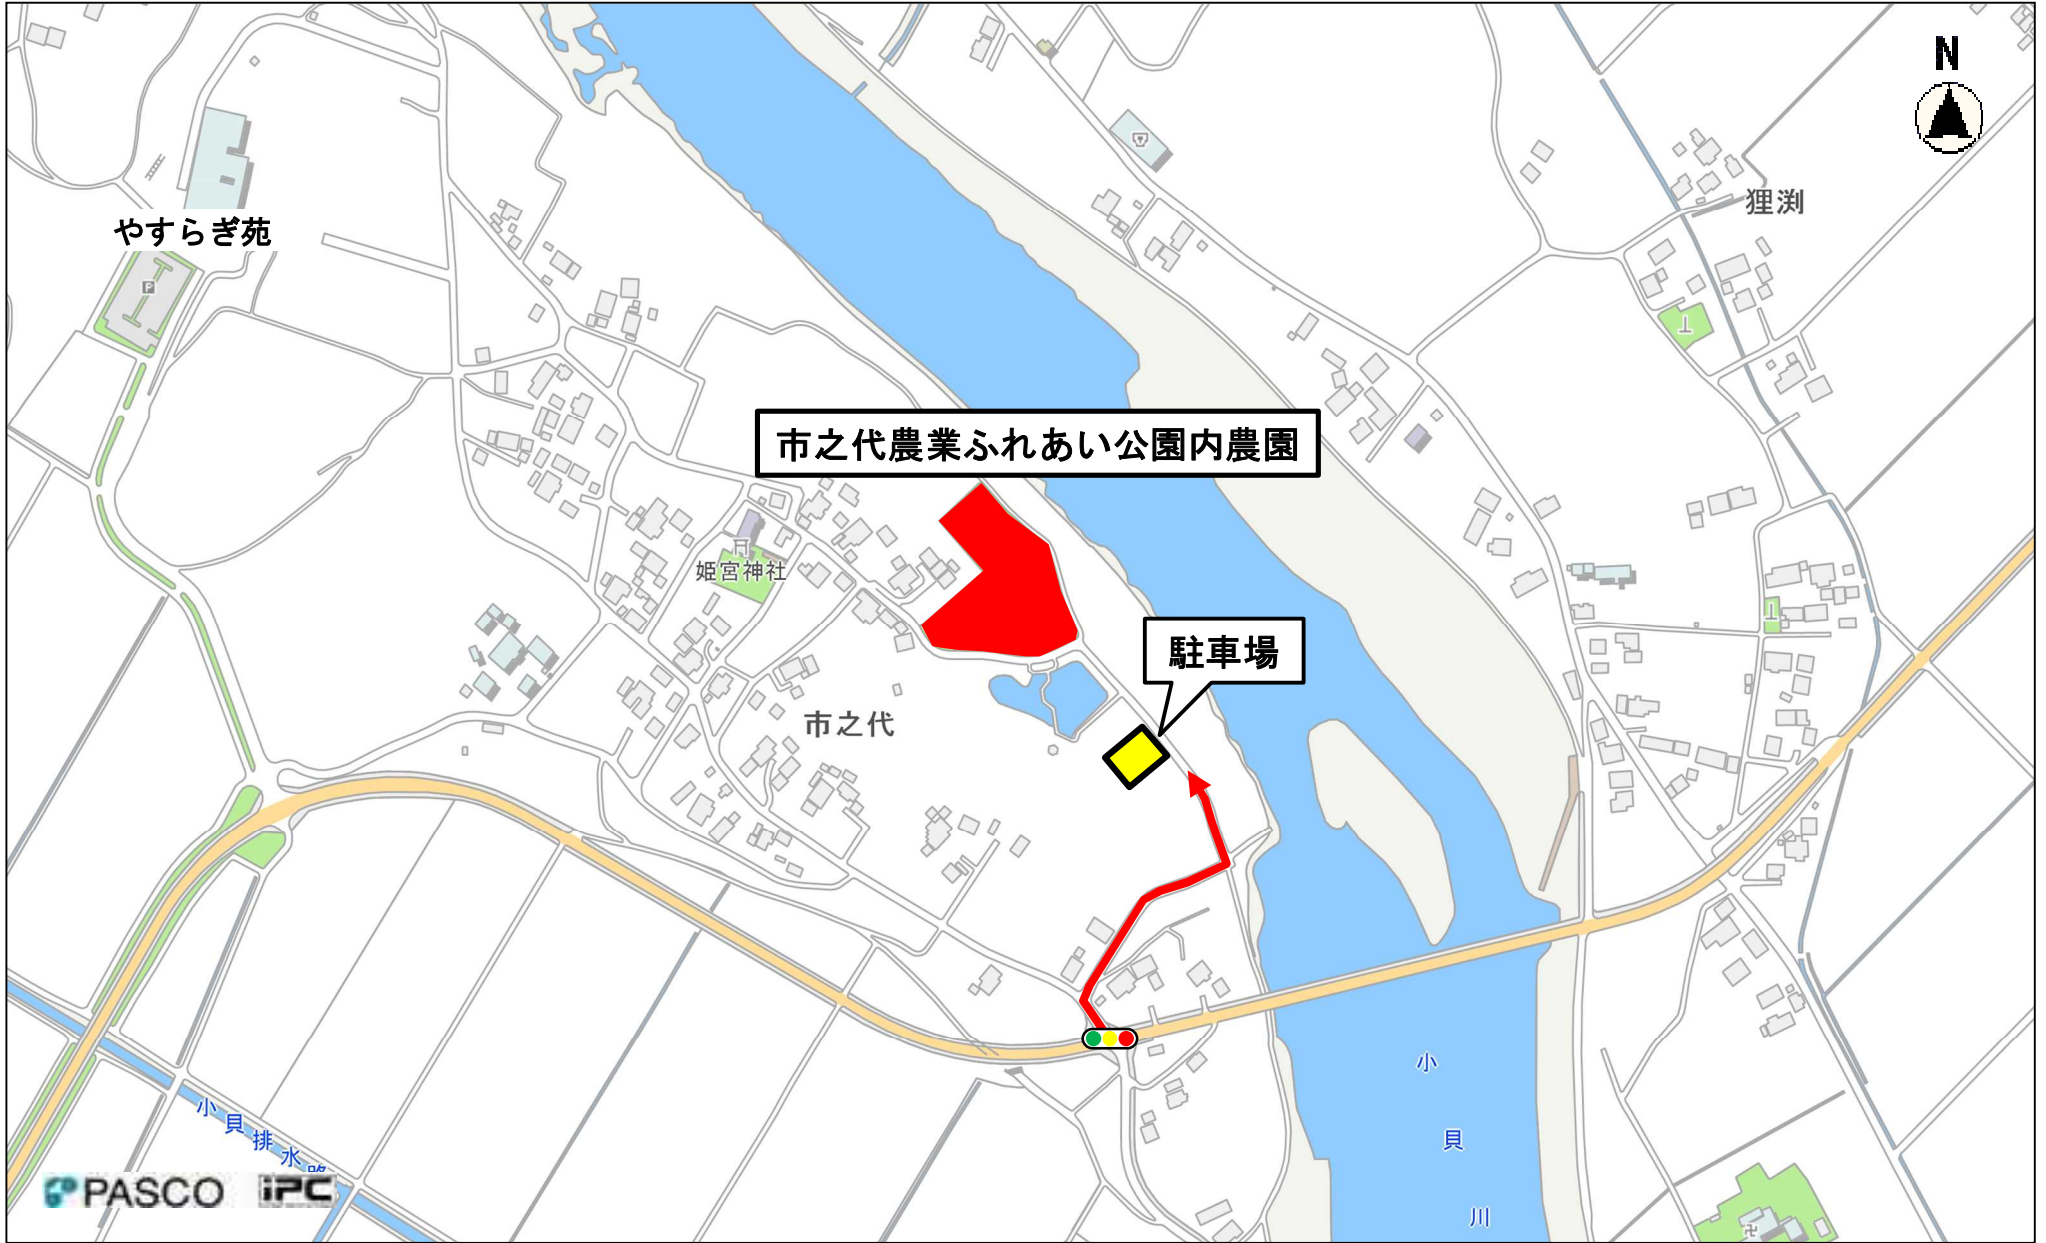 N
狸渕
やすらぎ苑
P
市之代農業ふれあい公園内農園
姫宮神社
駐車場
市之代
小貝川
小貝排水路
PASCO iPC